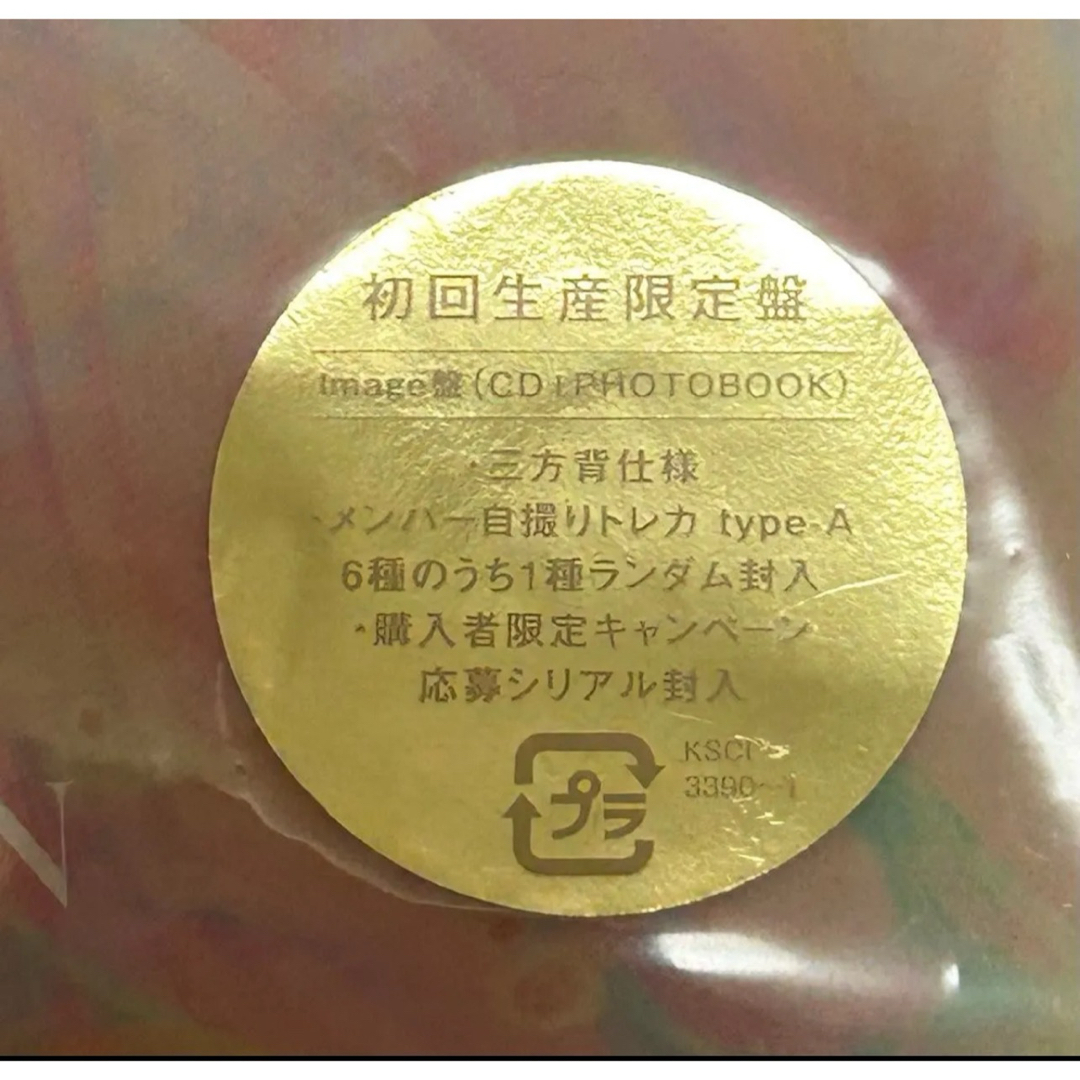 初回生産限定盤
Image盤(CD+PHOTOBOOK)
・三方背仕様
・メンバー自撮りトレカ type-A
6種のうち1種ランダム封入
・購入者限定キャンペーン
応募シリアル封入
プラ
KSCL
3390~1
N